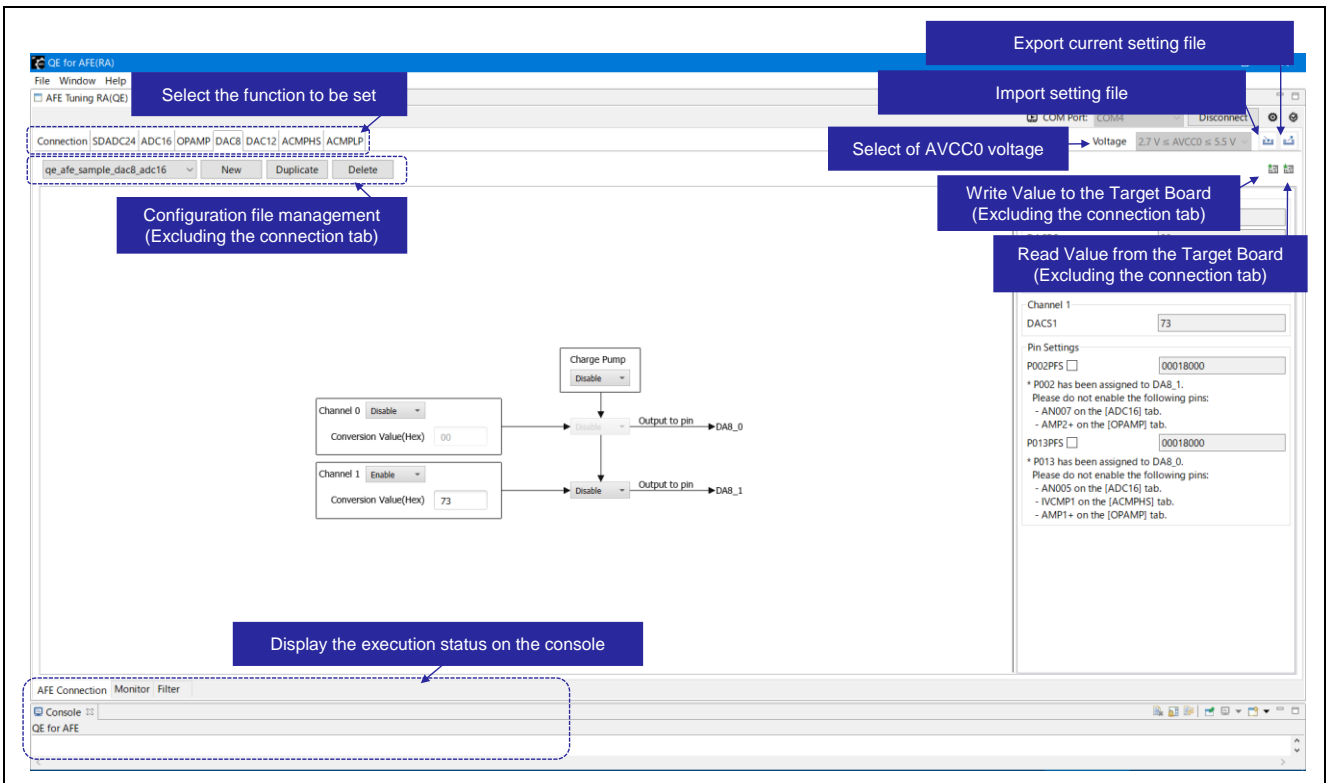 Export current setting file
QE for AFE(RA)
File Window Help
Select the function to be set
Import setting file
AFE Tuning RA(QE)
COM Port: COM4 Disconnect
Connection SDADC24 ADC16 OPAMP DAC8 DAC12 ACMPHS ACMPLP
Select of AVCC0 voltage
Voltage 2.7 V ≤ AVCC0 ≤ 5.5 V
qe_afe_sample_dac8_adc16 New Duplicate Delete
Write Value to the Target Board
(Excluding the connection tab)
Configuration file management
(Excluding the connection tab)
Read Value from the Target Board
(Excluding the connection tab)
Channel 1
DACS1 73
Pin Settings
P002PFS 00018000
* P002 has been assigned to DA8_1.
Please do not enable the following pins:
- AN007 on the [ADC16] tab.
- AMP2+ on the [OPAMP] tab.
P013PFS 00018000
* P013 has been assigned to DA8_0.
Please do not enable the following pins:
- AN005 on the [ADC16] tab.
- IVCMP1 on the [ACMPHS] tab.
- AMP1+ on the [OPAMP] tab.
Charge Pump
Disable
Channel 0 Disable
Conversion Value(Hex) 00
Disable Output to pin DA8_0
Channel 1 Enable
Conversion Value(Hex) 73
Disable Output to pin DA8_1
Display the execution status on the console
AFE Connection Monitor Filter
Console
QE for AFE